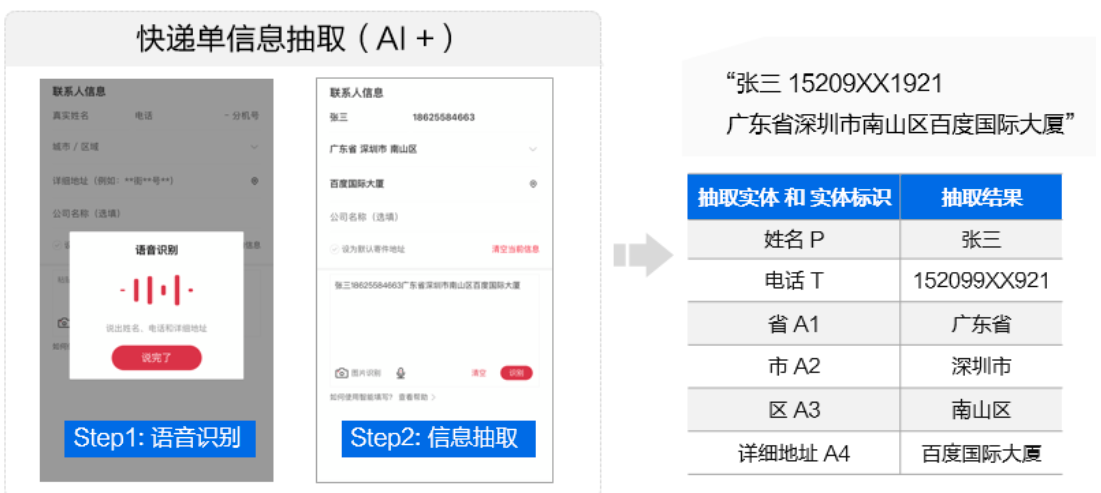 快递单信息抽取（AI +）
联系人信息
真实姓名 电话 - 分机号
城市 / 区域
详细地址（例如：**街**号**）
公司名称（选填）
语音识别
说出姓名、电话和详细地址
说完了
Step1: 语音识别
联系人信息
张三 18625584663
广东省 深圳市 南山区
百度国际大厦
公司名称（选填）
设为默认寄件地址 清空当前信息
张三18625584663广东省深圳市南山区百度国际大厦
图片识别 清空 识别
如何使用智能填写？ 查看帮助 >
Step2: 信息抽取
“张三 15209XX1921
广东省深圳市南山区百度国际大厦”
抽取实体 和 实体标识 抽取结果
姓名 P 张三
电话 T 152099XX921
省 A1 广东省
市 A2 深圳市
区 A3 南山区
详细地址 A4 百度国际大厦